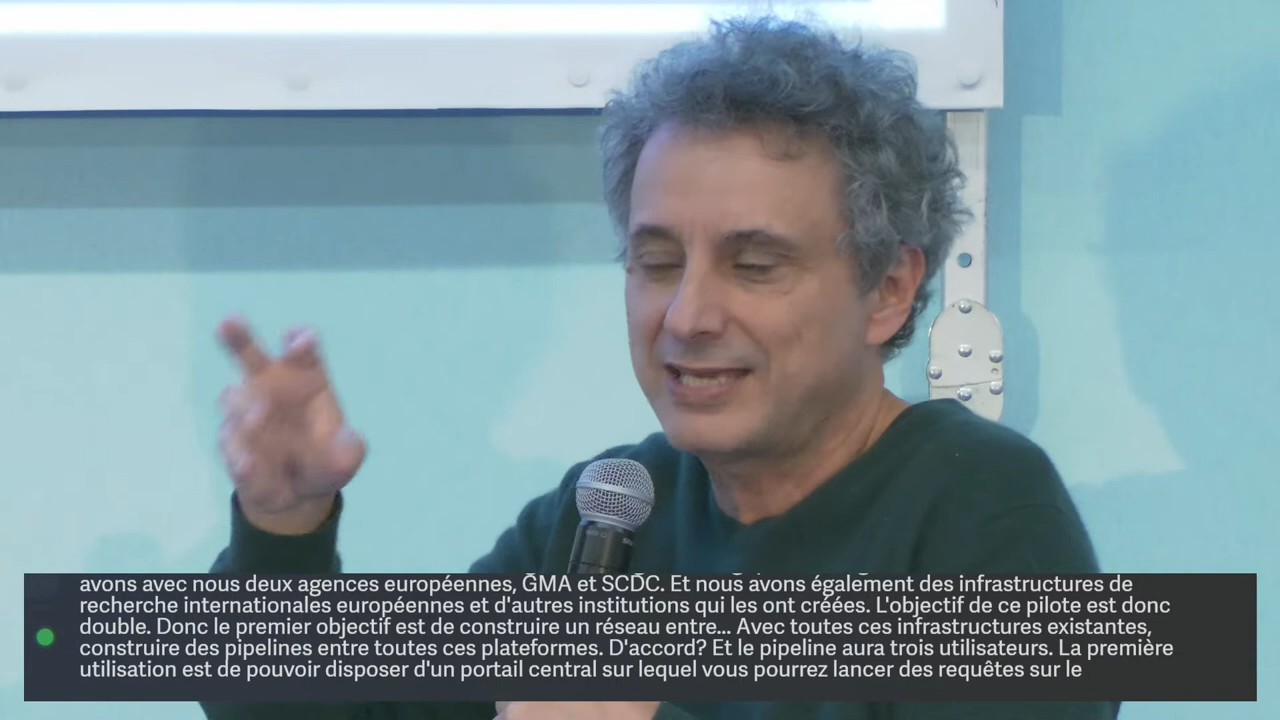 avons avec nous deux agences européennes, GMA et SCDC. Et nous avons également des infrastructures de
recherche internationales européennes et d'autres institutions qui les ont créées. L'objectif de ce pilote est donc
double. Donc le premier objectif est de construire un réseau entre... Avec toutes ces infrastructures existantes,
construire des pipelines entre toutes ces plateformes. D'accord? Et le pipeline aura trois utilisateurs. La première
utilisation est de pouvoir disposer d'un portail central sur lequel vous pourrez lancer des requêtes sur le